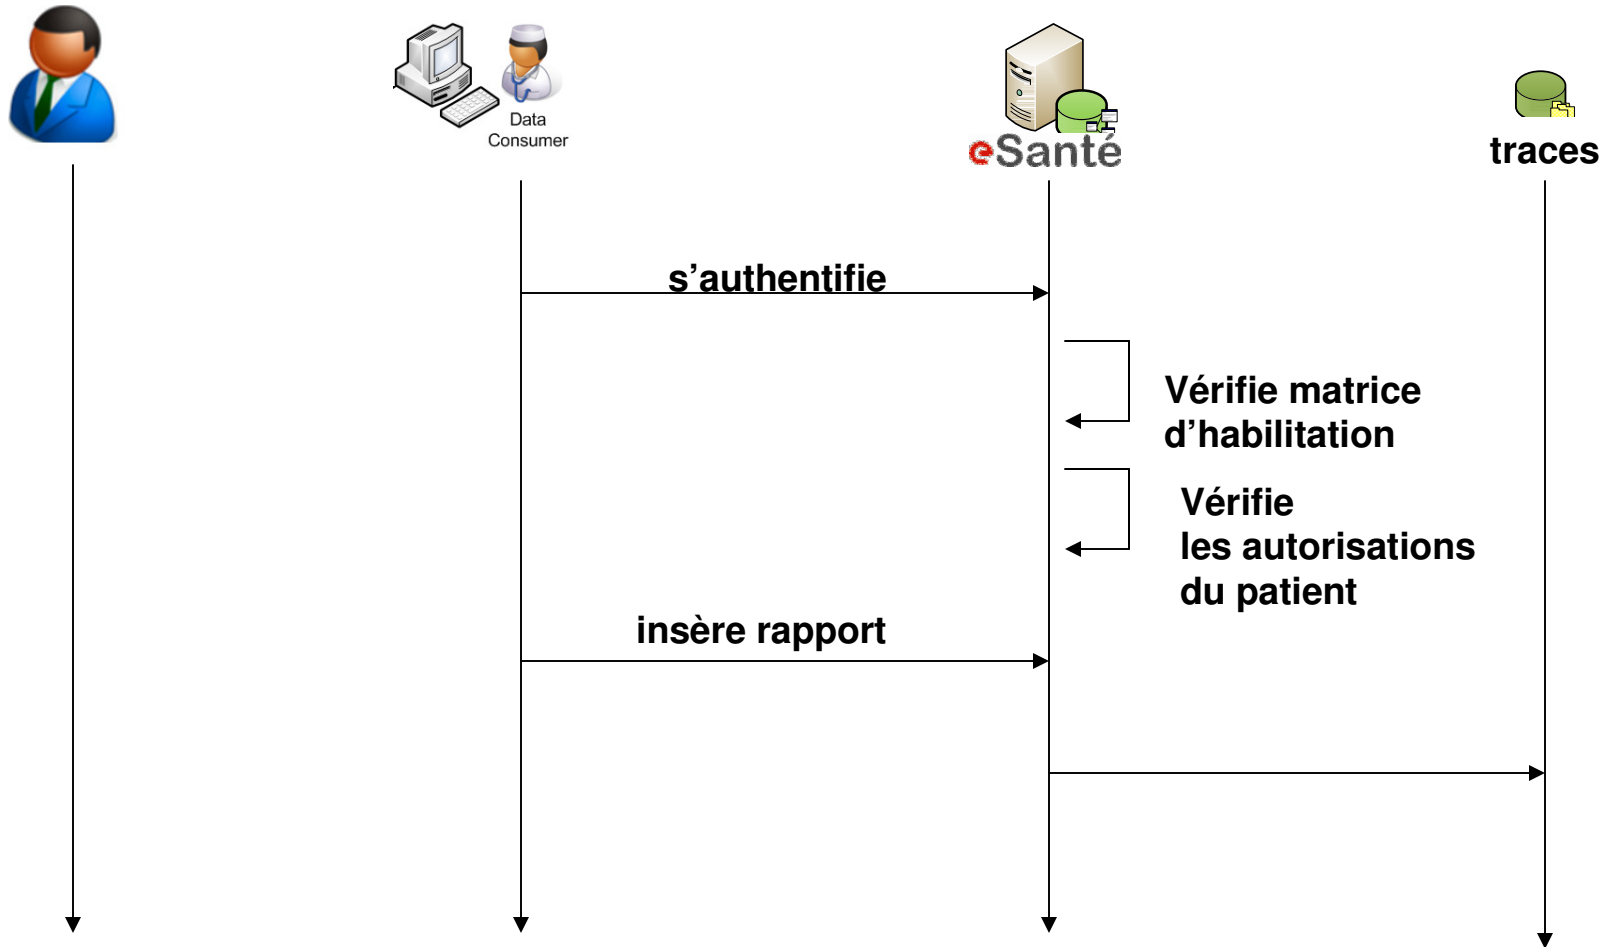 Data
Consumer
eSanté
traces
s’authentifie
Vérifie matrice
d’habilitation
Vérifie
les autorisations
du patient
insère rapport